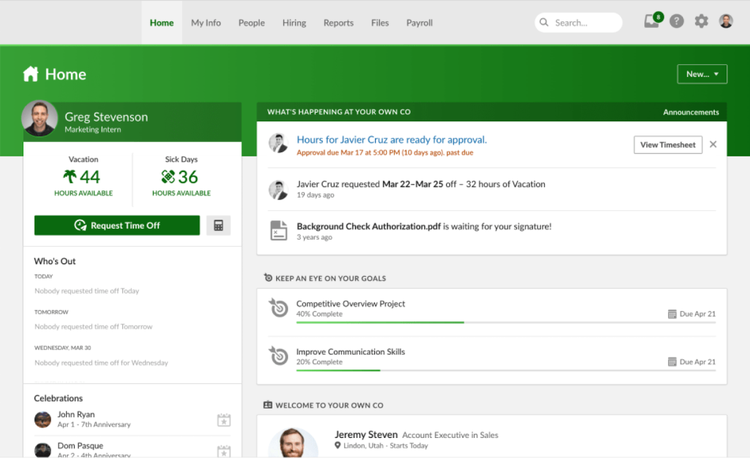 Home My Info People Hiring Reports Files Payroll Search... 8 ?
Home New...
Greg Stevenson
Marketing Intern
Vacation Sick Days
44 36
HOURS AVAILABLE HOURS AVAILABLE
Request Time Off
Who's Out
TODAY
Nobody requested time off Today
TOMORROW
Nobody requested time off Tomorrow
WEDNESDAY, MAR 30
Nobody requested time off for Wednesday
Celebrations
John Ryan
Apr 1 - 7th Anniversary
Dom Pasque
Apr 2 - 4th Anniversary
WHAT'S HAPPENING AT YOUR OWN CO Announcements
Hours for Javier Cruz are ready for approval.
Approval due Mar 17 at 5:00 PM (10 days ago), past due
View Timesheet
Javier Cruz requested Mar 22–Mar 25 off – 32 hours of Vacation
19 days ago
Background Check Authorization.pdf is waiting for your signature!
3 years ago
KEEP AN EYE ON YOUR GOALS
Competitive Overview Project
40% Complete Due Apr 21
Improve Communication Skills
20% Complete Due Apr 21
WELCOME TO YOUR OWN CO
Jeremy Steven Account Executive in Sales
Lindon, Utah - Starts Today